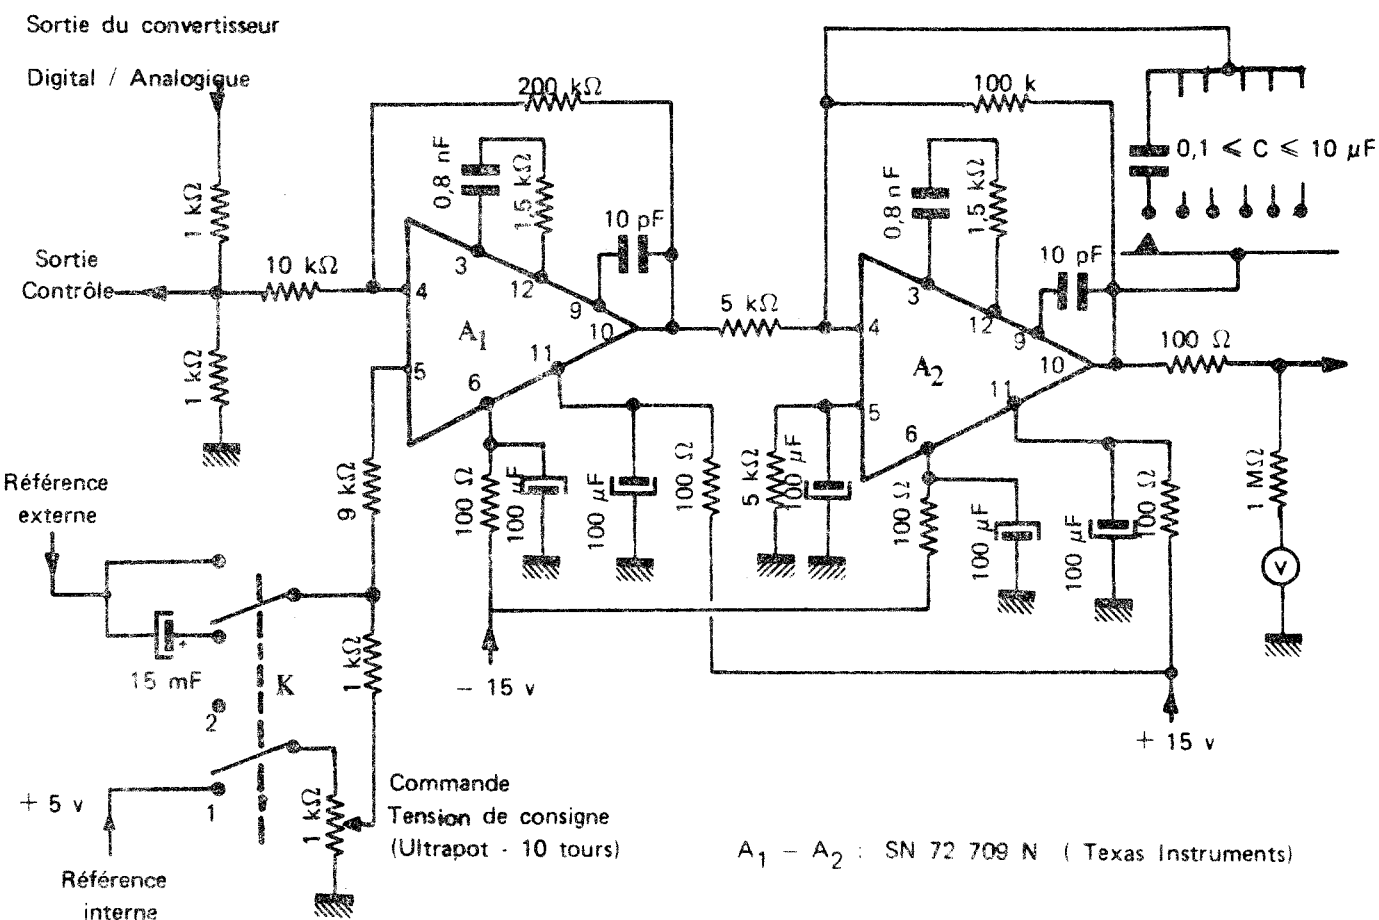 Sortie du convertisseur
Digital / Analogique
200 kΩ
100 k
0,8 nF
1,5 kΩ
0,8 nF
1,5 kΩ
0,1 ⩽ C ⩽ 10 μF
1 kΩ
10 pF
10 pF
Sortie
Contrôle
10 kΩ
4
3
12
9
10
A1
5 kΩ
4
3
12
9
10
A2
100 Ω
1 kΩ
5
6
11
5
6
11
Référence
externe
9 kΩ
100 Ω
100 μF
100 μF
100 Ω
5 kΩ
100 μF
100 Ω
100 μF
100 μF
100 Ω
1 MΩ
V
+
15 mF
K
1 kΩ
2
− 15 v
+ 15 v
+ 5 v
1
1 kΩ
Commande
Tension de consigne
(Ultrapot - 10 tours)
A1 − A2 : SN 72 709 N ( Texas Instruments)
Référence
interne